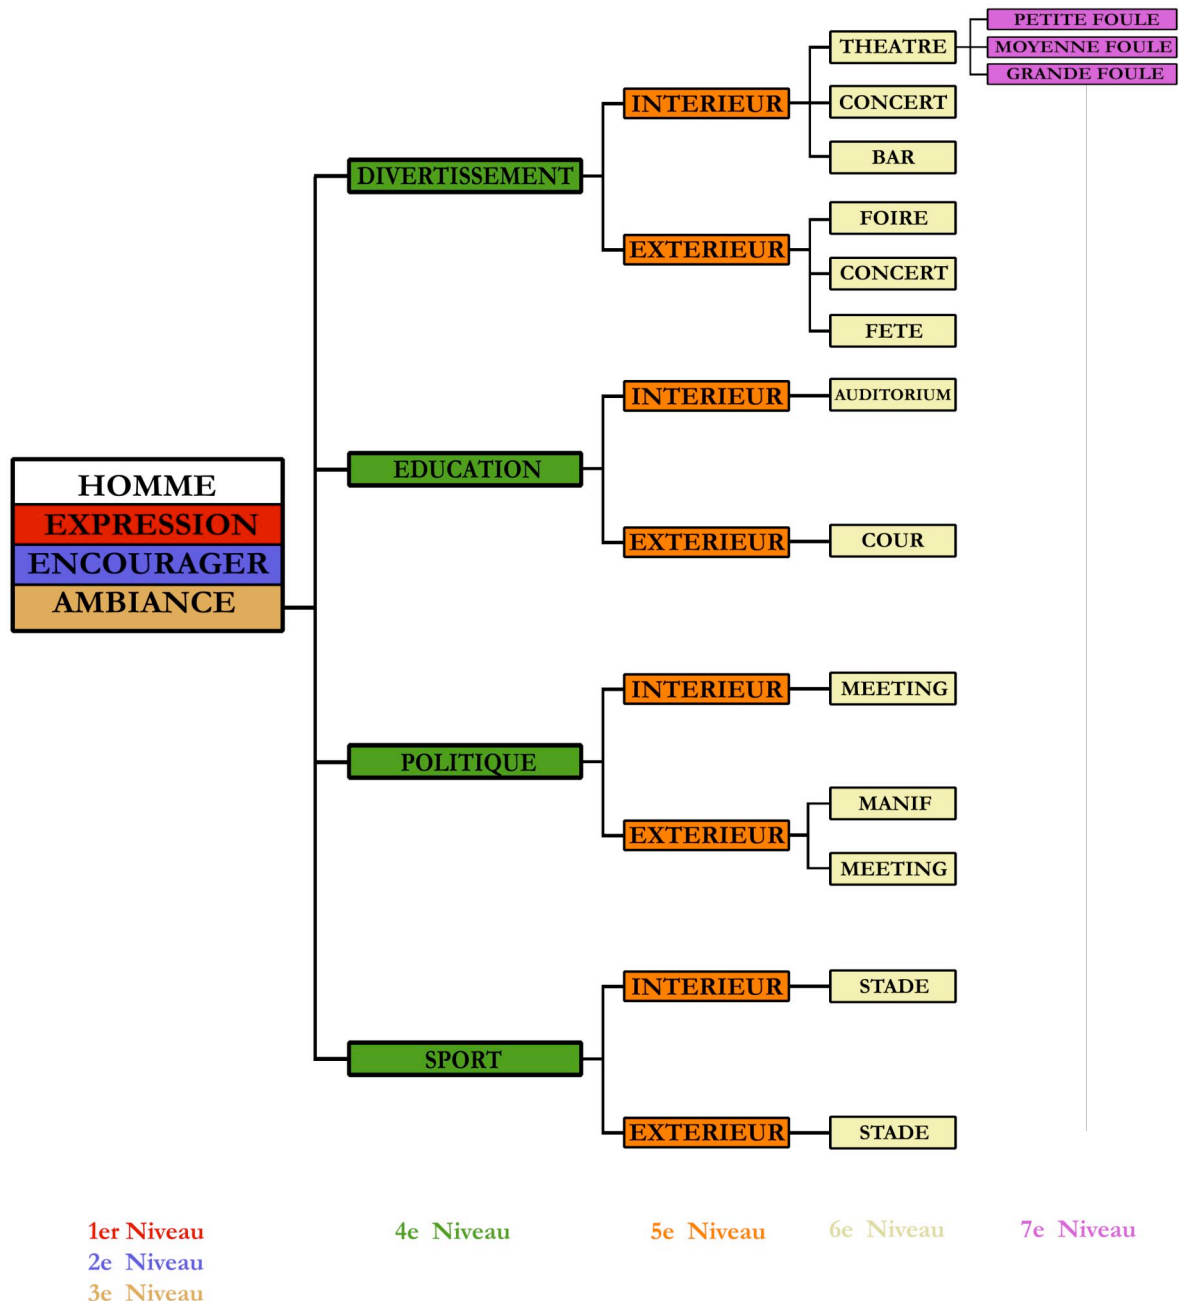 PETITE FOULE
THEATRE
MOYENNE FOULE
GRANDE FOULE
INTERIEUR
CONCERT
BAR
DIVERTISSEMENT
FOIRE
EXTERIEUR
CONCERT
FETE
INTERIEUR
AUDITORIUM
EDUCATION
EXTERIEUR
COUR
HOMME
EXPRESSION
ENCOURAGER
AMBIANCE
INTERIEUR
MEETING
POLITIQUE
MANIF
EXTERIEUR
MEETING
INTERIEUR
STADE
SPORT
EXTERIEUR
STADE
1er Niveau
2e Niveau
3e Niveau
4e Niveau
5e Niveau
6e Niveau
7e Niveau